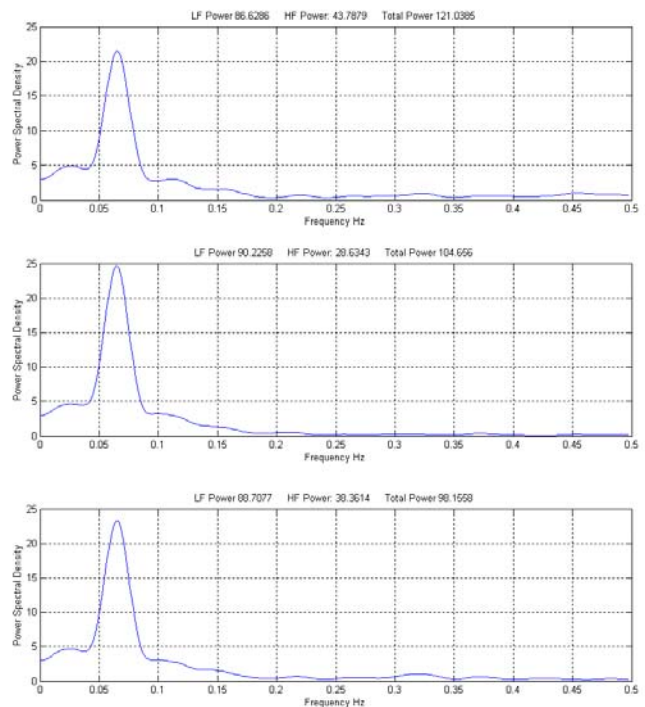 LF Power 86.6286 HF Power: 43.7879 Total Power 121.0385
25
20
15
10
5
0
Power Spectral Density
0 0.05 0.1 0.15 0.2 0.25 0.3 0.35 0.4 0.45 0.5
Frequency Hz
LF Power 90.2258 HF Power: 28.6343 Total Power 104.656
25
20
15
10
5
0
Power Spectral Density
0 0.05 0.1 0.15 0.2 0.25 0.3 0.35 0.4 0.45 0.5
Frequency Hz
LF Power 88.7077 HF Power: 38.3614 Total Power 98.1558
25
20
15
10
5
0
Power Spectral Density
0 0.05 0.1 0.15 0.2 0.25 0.3 0.35 0.4 0.45 0.5
Frequency Hz